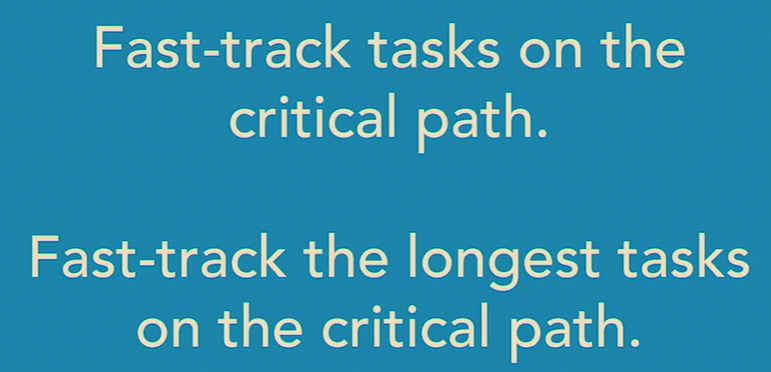 Fast-track tasks on the
critical path.
Fast-track the longest tasks
on the critical path.